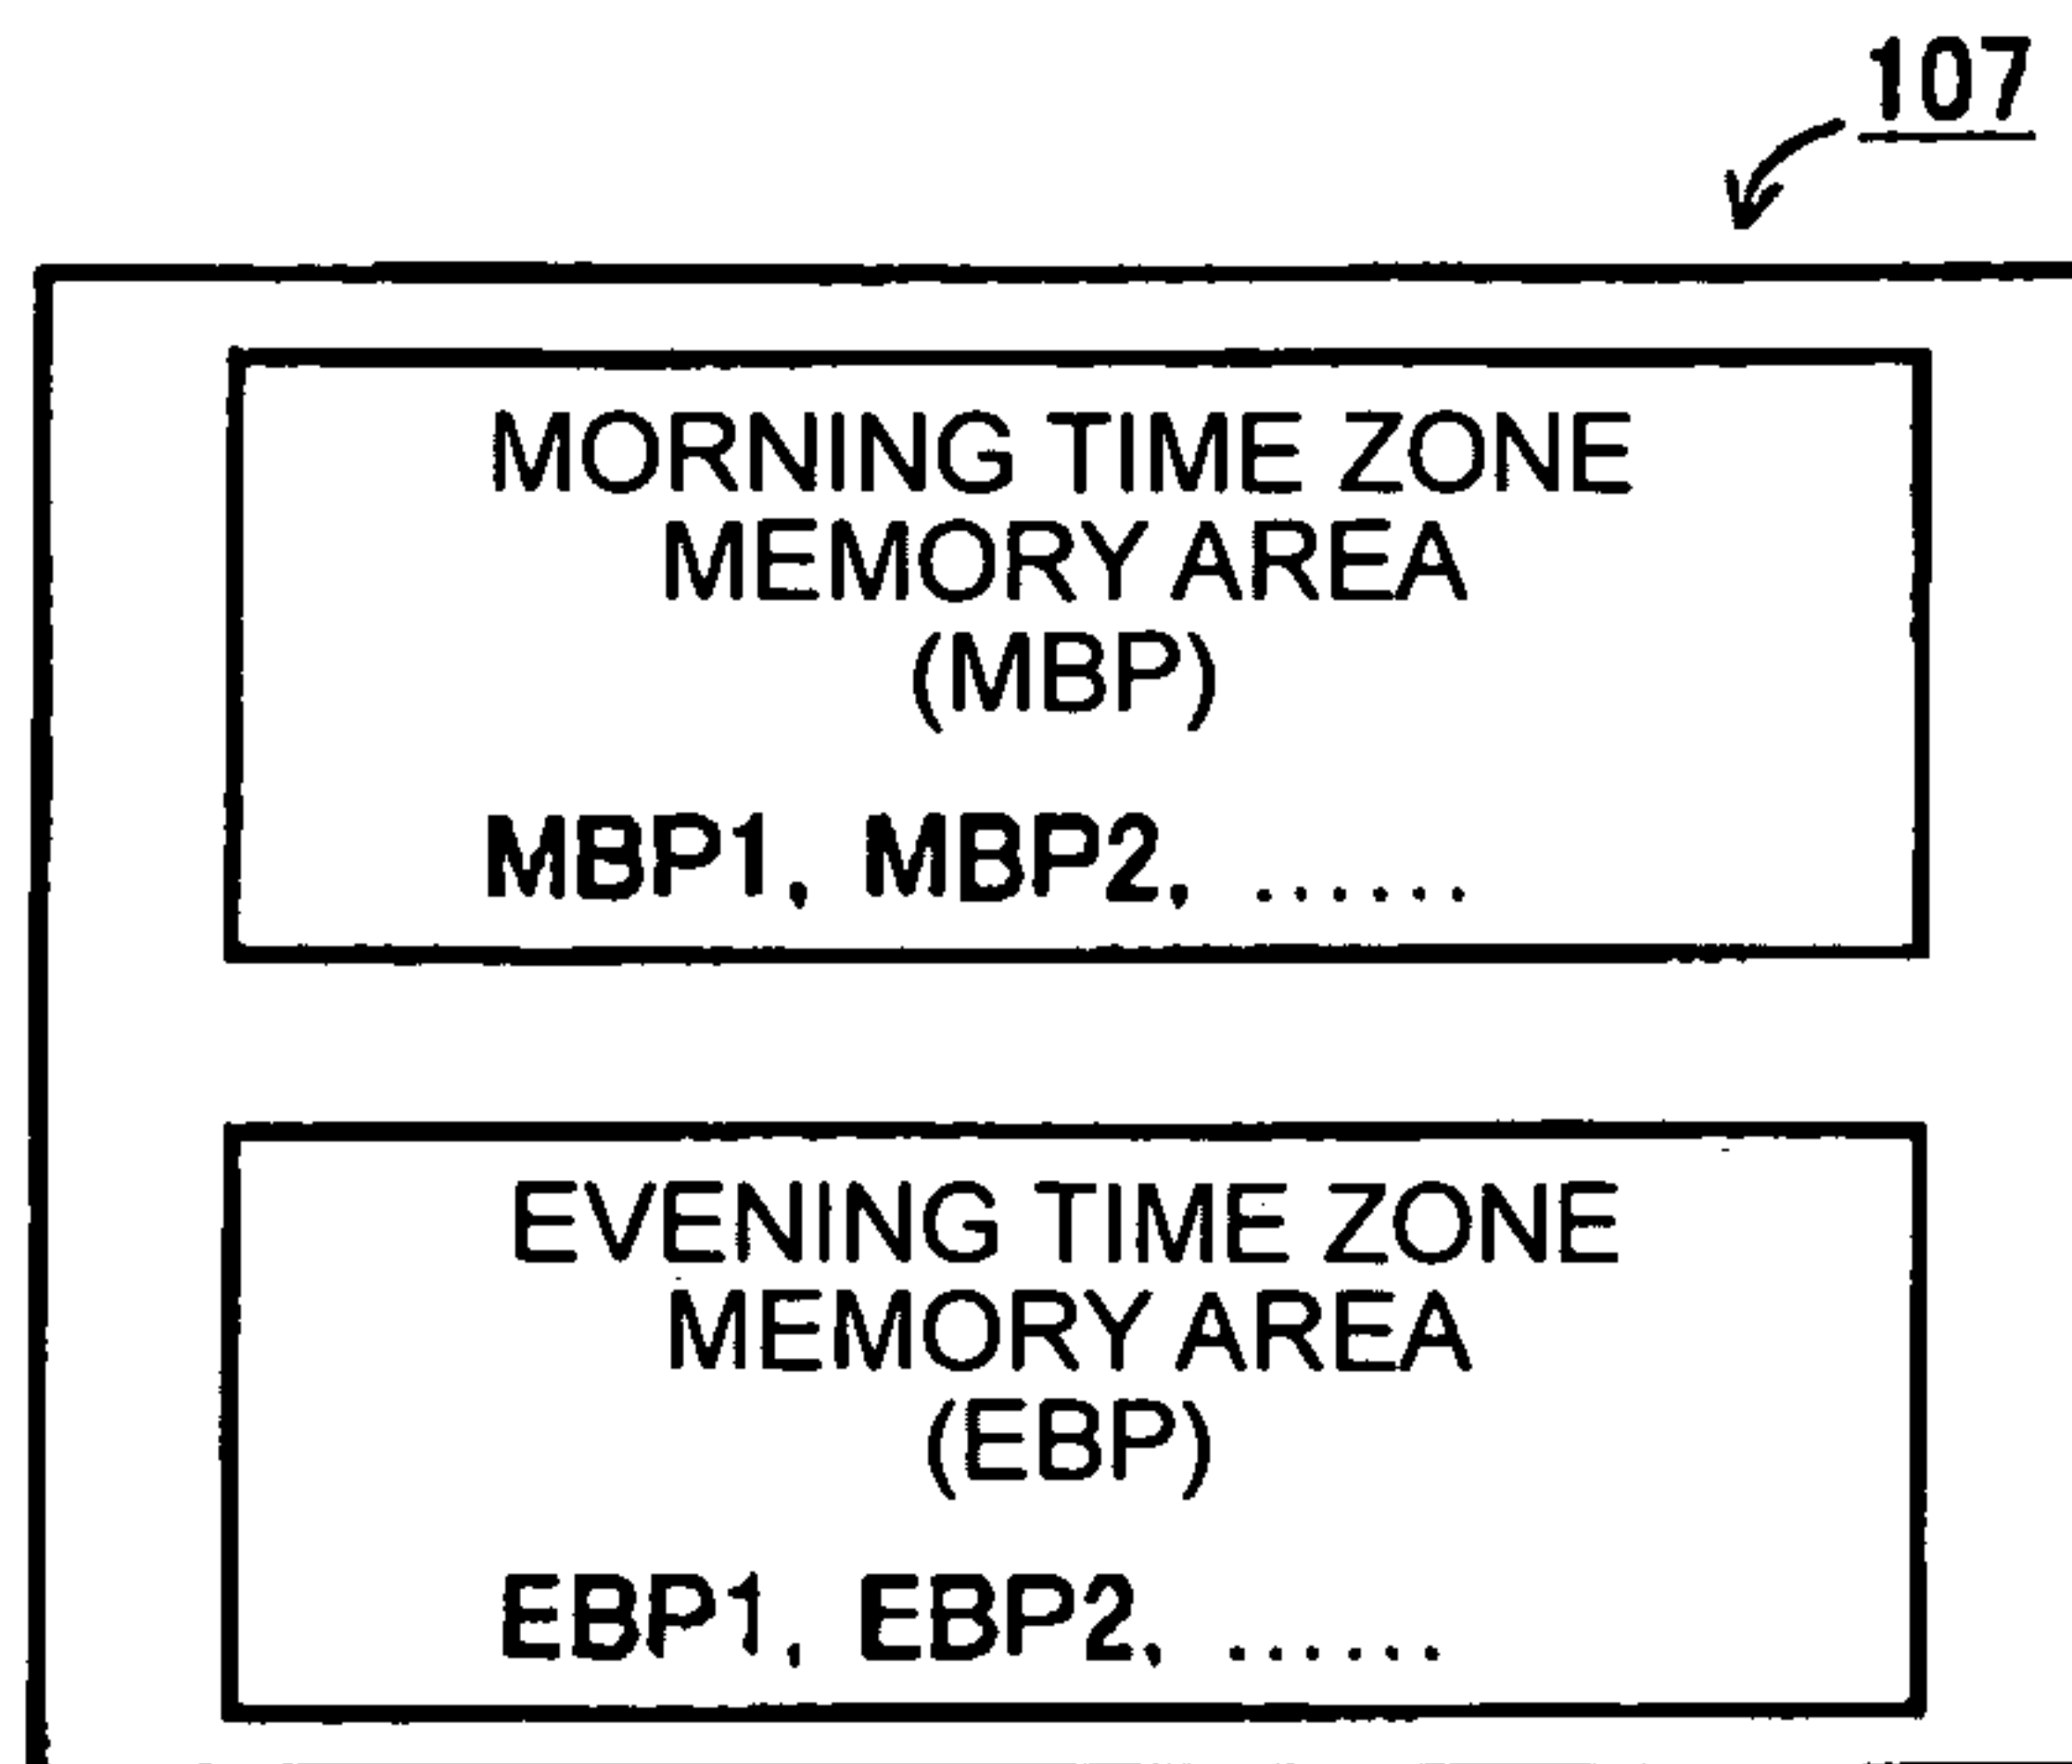 107
MORNING TIME ZONE
MEMORY AREA
(MBP)
MBP1, MBP2, ······
EVENING TIME ZONE
MEMORY AREA
(EBP)
EBP1, EBP2, ······